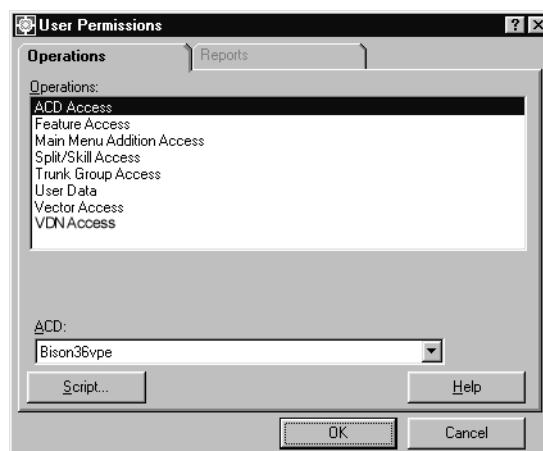 User Permissions
Operations
Reports
Operations:
ACD Access
Feature Access
Main Menu Addition Access
Split/Skill Access
Trunk Group Access
User Data
Vector Access
VDN Access
ACD:
Bison36vpe
Script...
Help
OK
Cancel